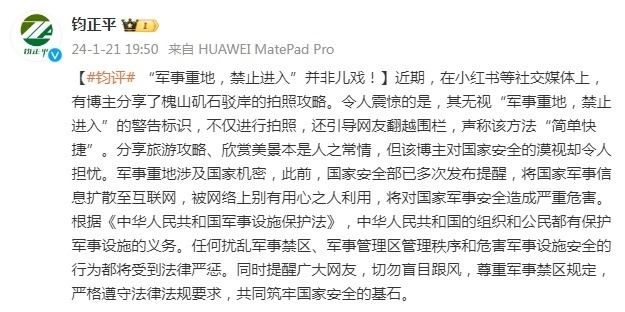 钧正平
钧正平
24-1-21 19:50 来自 HUAWEI MatePad Pro
【#钧评# “军事重地，禁止进入”并非儿戏！】近期，在小红书等社交媒体上，
有博主分享了槐山矶石驳岸的拍照攻略。令人震惊的是，其无视“军事重地，禁止
进入”的警告标识，不仅进行拍照，还引导网友翻越围栏，声称该方法“简单快
捷”。分享旅游攻略、欣赏美景本是人之常情，但该博主对国家安全的漠视却令人
担忧。军事重地涉及国家机密，此前，国家安全部已多次发布提醒，将国家军事信
息扩散至互联网，被网络上别有用心之人利用，将对国家军事安全造成严重危害。
根据《中华人民共和国军事设施保护法》，中华人民共和国的组织和公民都有保护
军事设施的义务。任何扰乱军事禁区、军事管理区管理秩序和危害军事设施安全的
行为都将受到法律严惩。同时提醒广大网友，切勿盲目跟风，尊重军事禁区规定，
严格遵守法律法规要求，共同筑牢国家安全的基石。